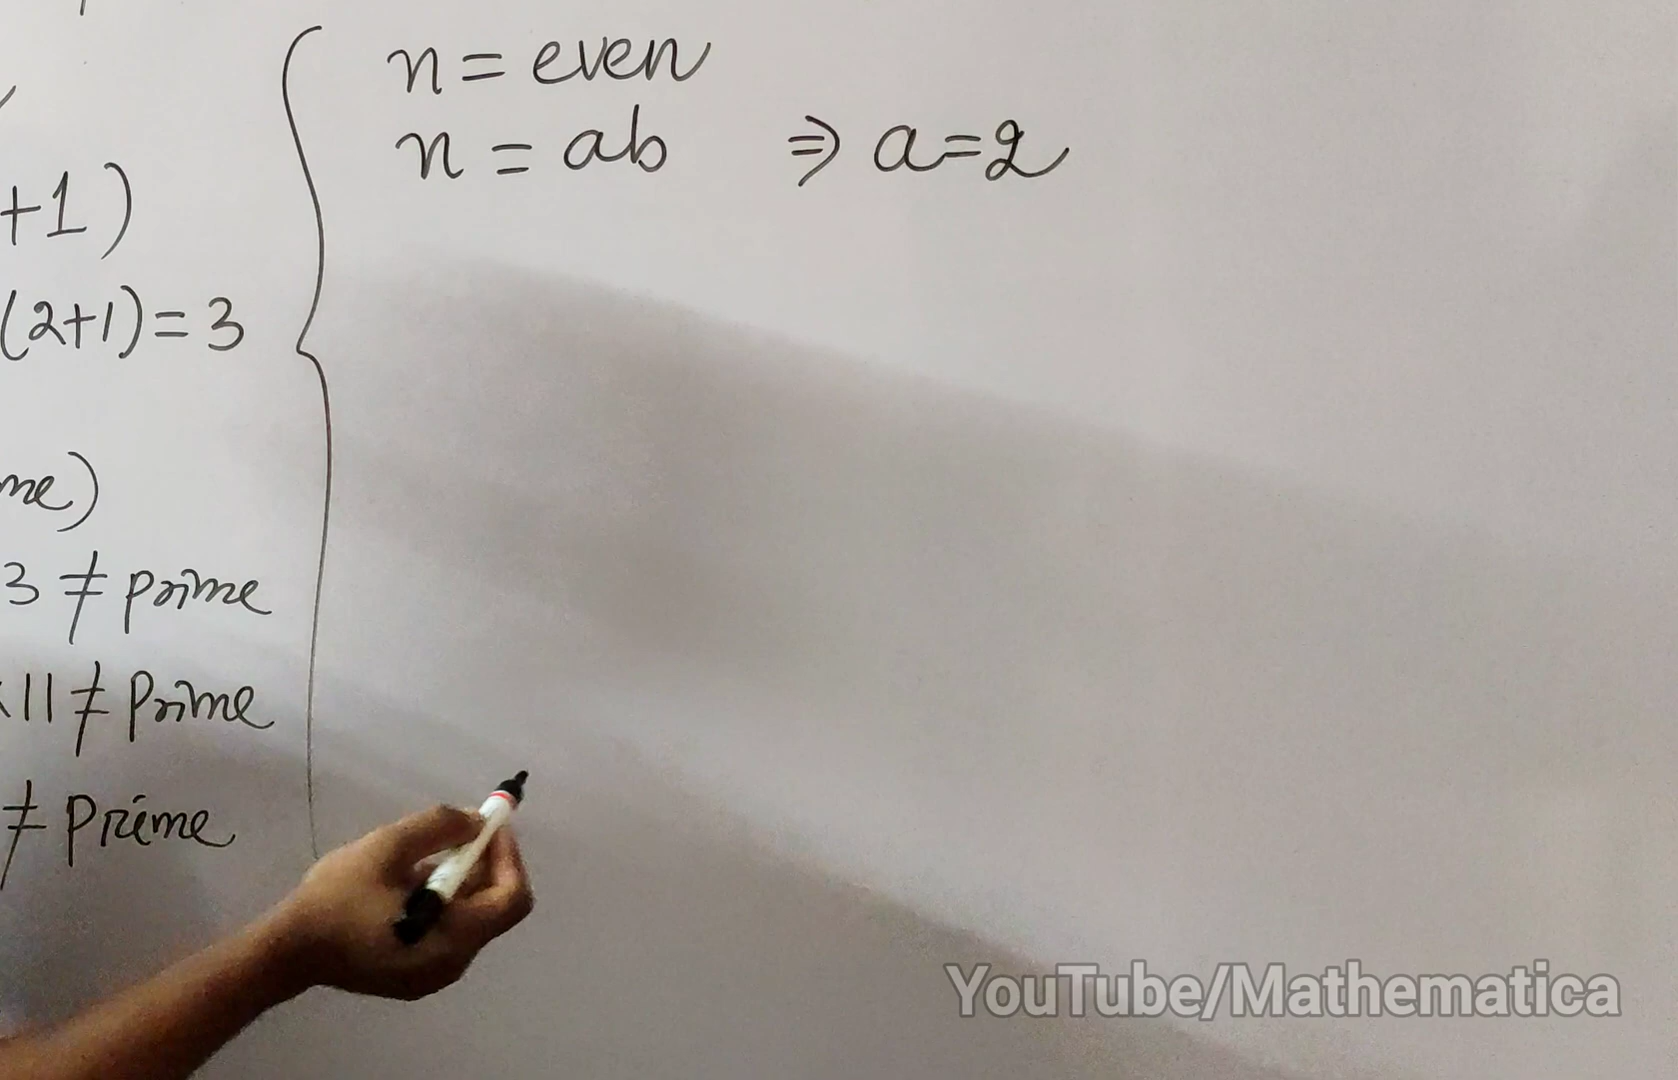 +1)
(2+1)=3
me)
3 ≠ prime
11 ≠ Prime
≠ Prime
n = even
n = ab ⇒ a=2
YouTube/Mathematica